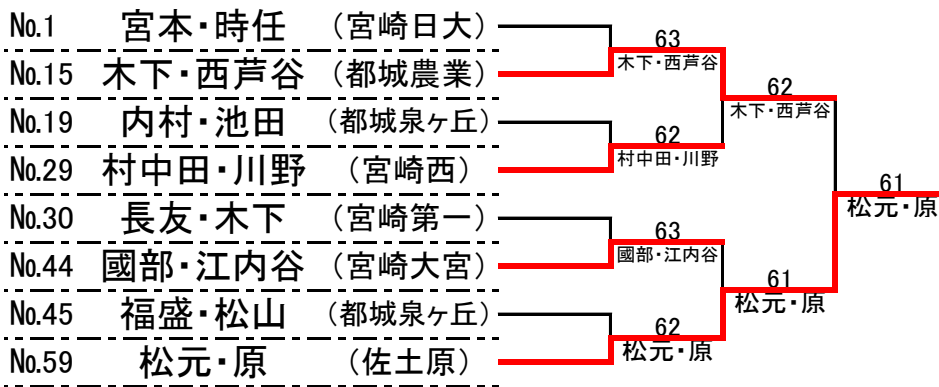 No.1 宮本・時任 (宮崎日大)
63
No.15 木下・西芦谷 (都城農業)
木下・西芦谷
62
木下・西芦谷
No.19 内村・池田 (都城泉ヶ丘)
62
No.29 村中田・川野 (宮崎西)
村中田・川野
61
松元・原
No.30 長友・木下 (宮崎第一)
63
No.44 國部・江内谷 (宮崎大宮)
國部・江内谷
61
松元・原
No.45 福盛・松山 (都城泉ヶ丘)
62
No.59 松元・原 (佐土原)
松元・原